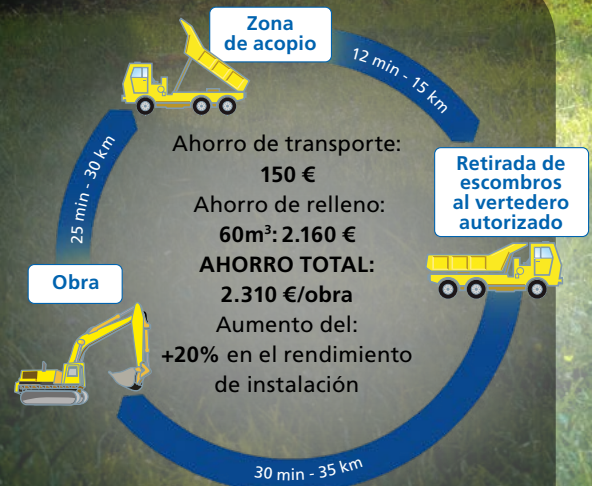 Zona
de acopio
12 min - 15 km
Retirada de
escombros
al vertedero
autorizado
30 min - 35 km
Obra
25 min - 30 km
Ahorro de transporte:
150 €
Ahorro de relleno:
60m³: 2.160 €
AHORRO TOTAL:
2.310 €/obra
Aumento del:
+20% en el rendimiento
de instalación